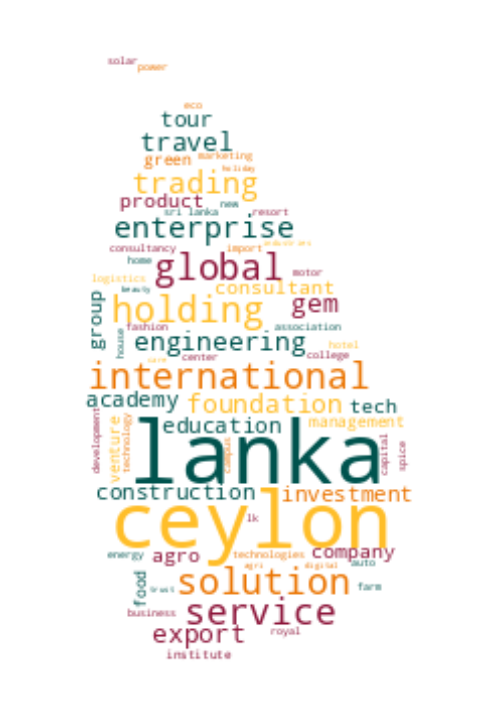 solar
power
eco
tour
travel
green marketing
holiday
trading
product new
sri lanka resort
enterprise
consultancy import industries
home global motor
logistics consultant
beauty
group holding gem
fashion association
house engineering hotel
care center college
international
academy foundation tech
development venture technology education management
lanka
campus capital spice
construction investment
ceylon
lk
energy agro technologies company
agri digital auto
food solution farm
trust
business service
export royal
institute